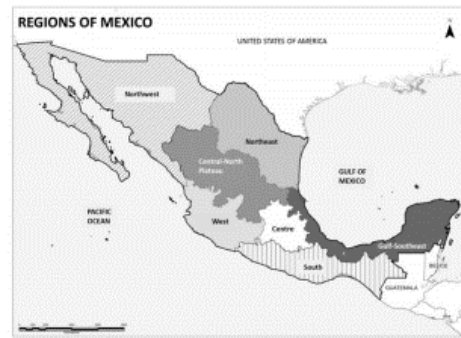 REGIONS OF MEXICO
N
UNITED STATES OF AMERICA
Northwest
Northeast
Central-North
Plateau
GULF OF
MEXICO
PACIFIC
OCEAN
West
Centre
Gulf-Southeast
South
BELIZE
GUATEMALA